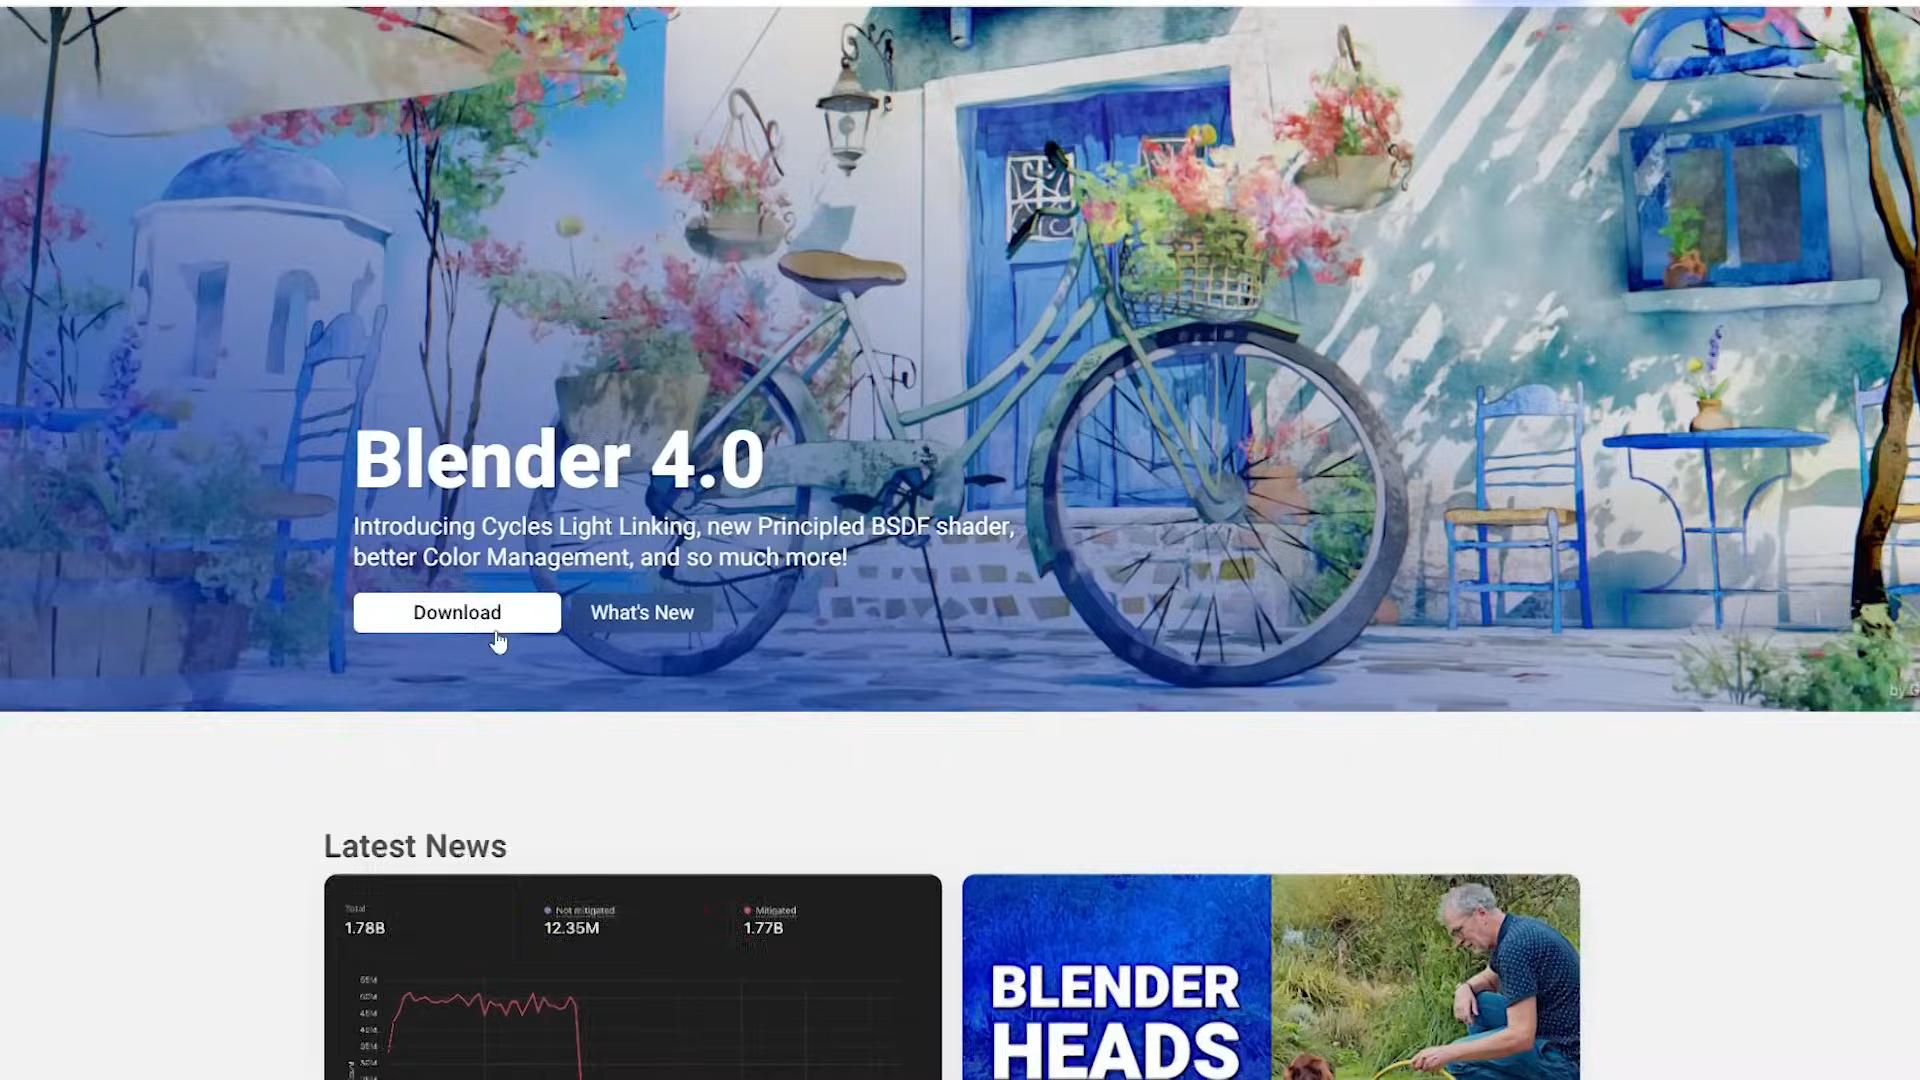 Blender 4.0
Introducing Cycles Light Linking, new Principled BSDF shader,
better Color Management, and so much more!
Download
What's New
by G
Latest News
Total
Not mitigated
Mitigated
1.78B
12.35M
1.77B
BLENDER
HEADS